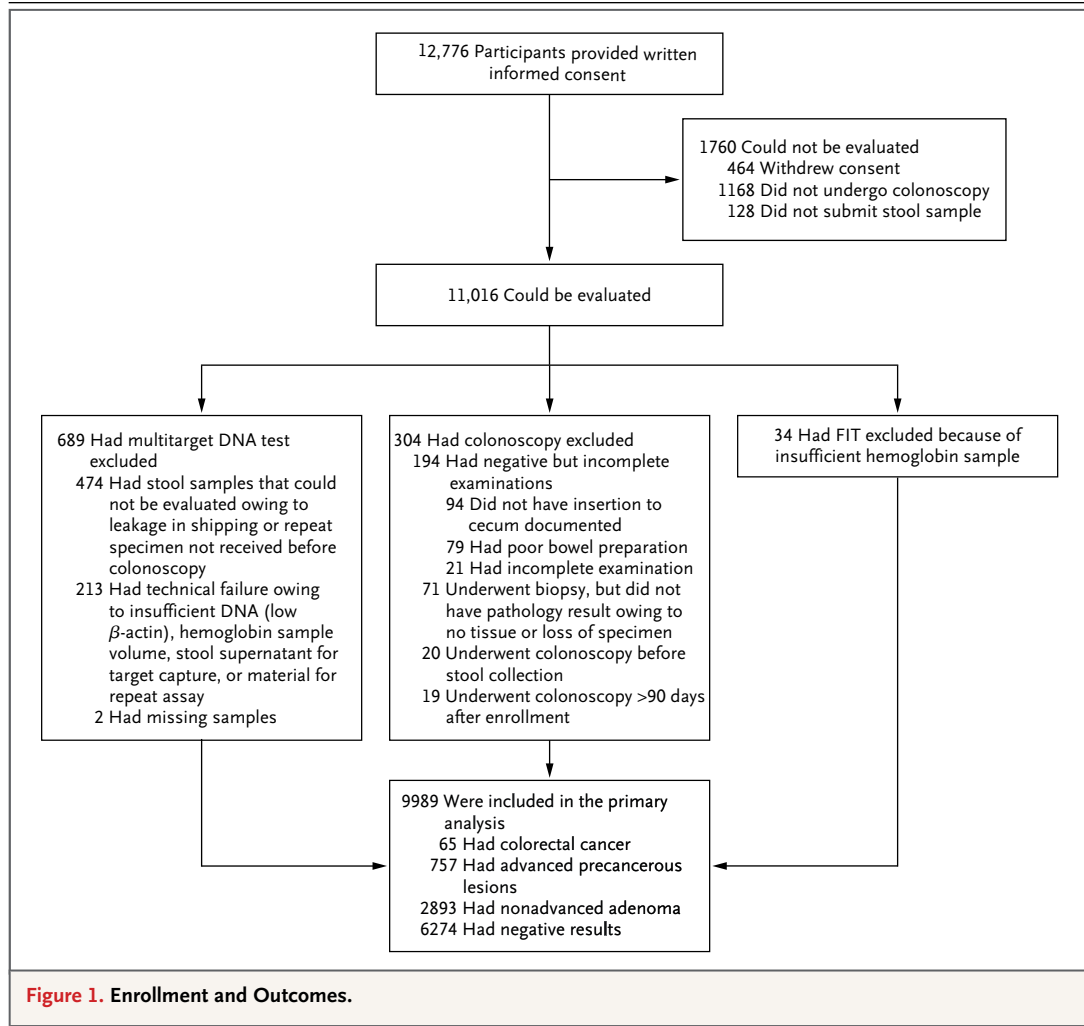 12,776 Participants provided written
informed consent
1760 Could not be evaluated
464 Withdrew consent
1168 Did not undergo colonoscopy
128 Did not submit stool sample
11,016 Could be evaluated
689 Had multitarget DNA test
excluded
474 Had stool samples that could
not be evaluated owing to
leakage in shipping or repeat
specimen not received before
colonoscopy
213 Had technical failure owing
to insufficient DNA (low
β-actin), hemoglobin sample
volume, stool supernatant for
target capture, or material for
repeat assay
2 Had missing samples
304 Had colonoscopy excluded
194 Had negative but incomplete
examinations
94 Did not have insertion to
cecum documented
79 Had poor bowel preparation
21 Had incomplete examination
71 Underwent biopsy, but did not
have pathology result owing to
no tissue or loss of specimen
20 Underwent colonoscopy before
stool collection
19 Underwent colonoscopy >90 days
after enrollment
34 Had FIT excluded because of
insufficient hemoglobin sample
9989 Were included in the primary
analysis
65 Had colorectal cancer
757 Had advanced precancerous
lesions
2893 Had nonadvanced adenoma
6274 Had negative results
Figure 1. Enrollment and Outcomes.